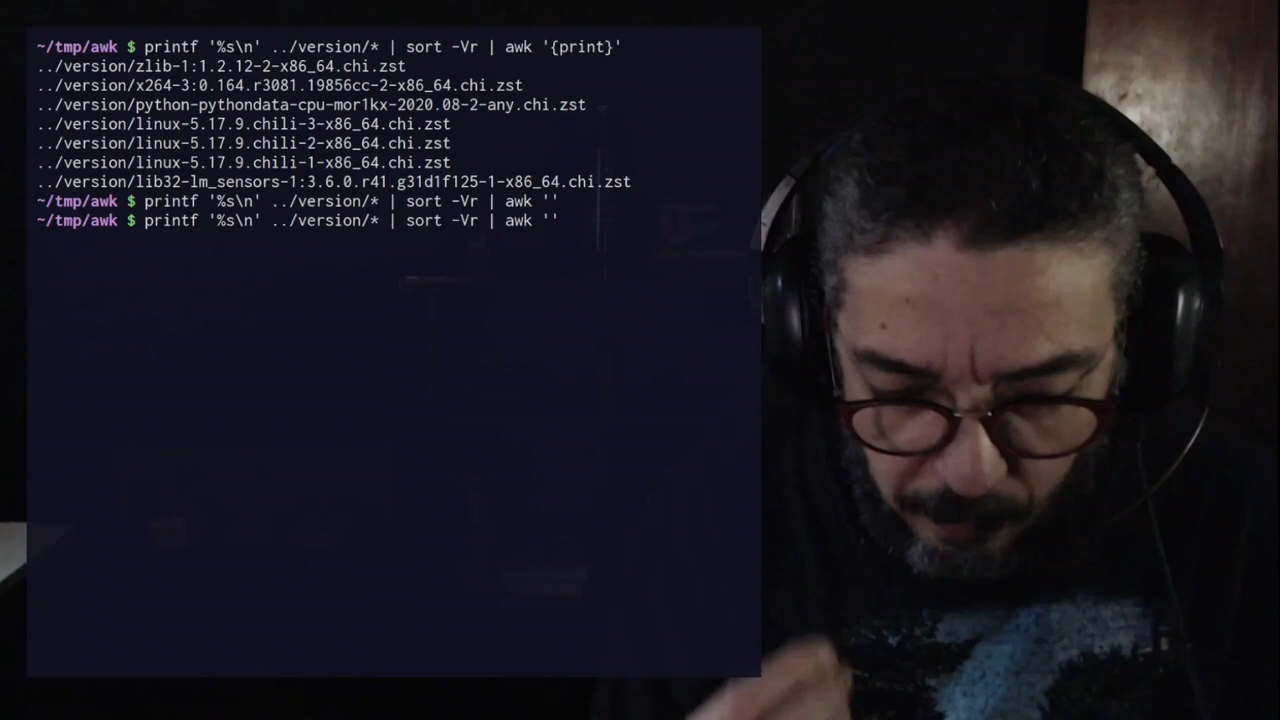 ~/tmp/awk $ printf '%s\n' ../version/* | sort -Vr | awk '{print}'
../version/zlib-1:1.2.12-2-x86_64.chi.zst
../version/x264-3:0.164.r3081.19856cc-2-x86_64.chi.zst
../version/python-pythondata-cpu-mor1kx-2020.08-2-any.chi.zst
../version/linux-5.17.9.chili-3-x86_64.chi.zst
../version/linux-5.17.9.chili-2-x86_64.chi.zst
../version/linux-5.17.9.chili-1-x86_64.chi.zst
../version/lib32-lm_sensors-1:3.6.0.r41.g31d1f125-1-x86_64.chi.zst
~/tmp/awk $ printf '%s\n' ../version/* | sort -Vr | awk ''
~/tmp/awk $ printf '%s\n' ../version/* | sort -Vr | awk ''